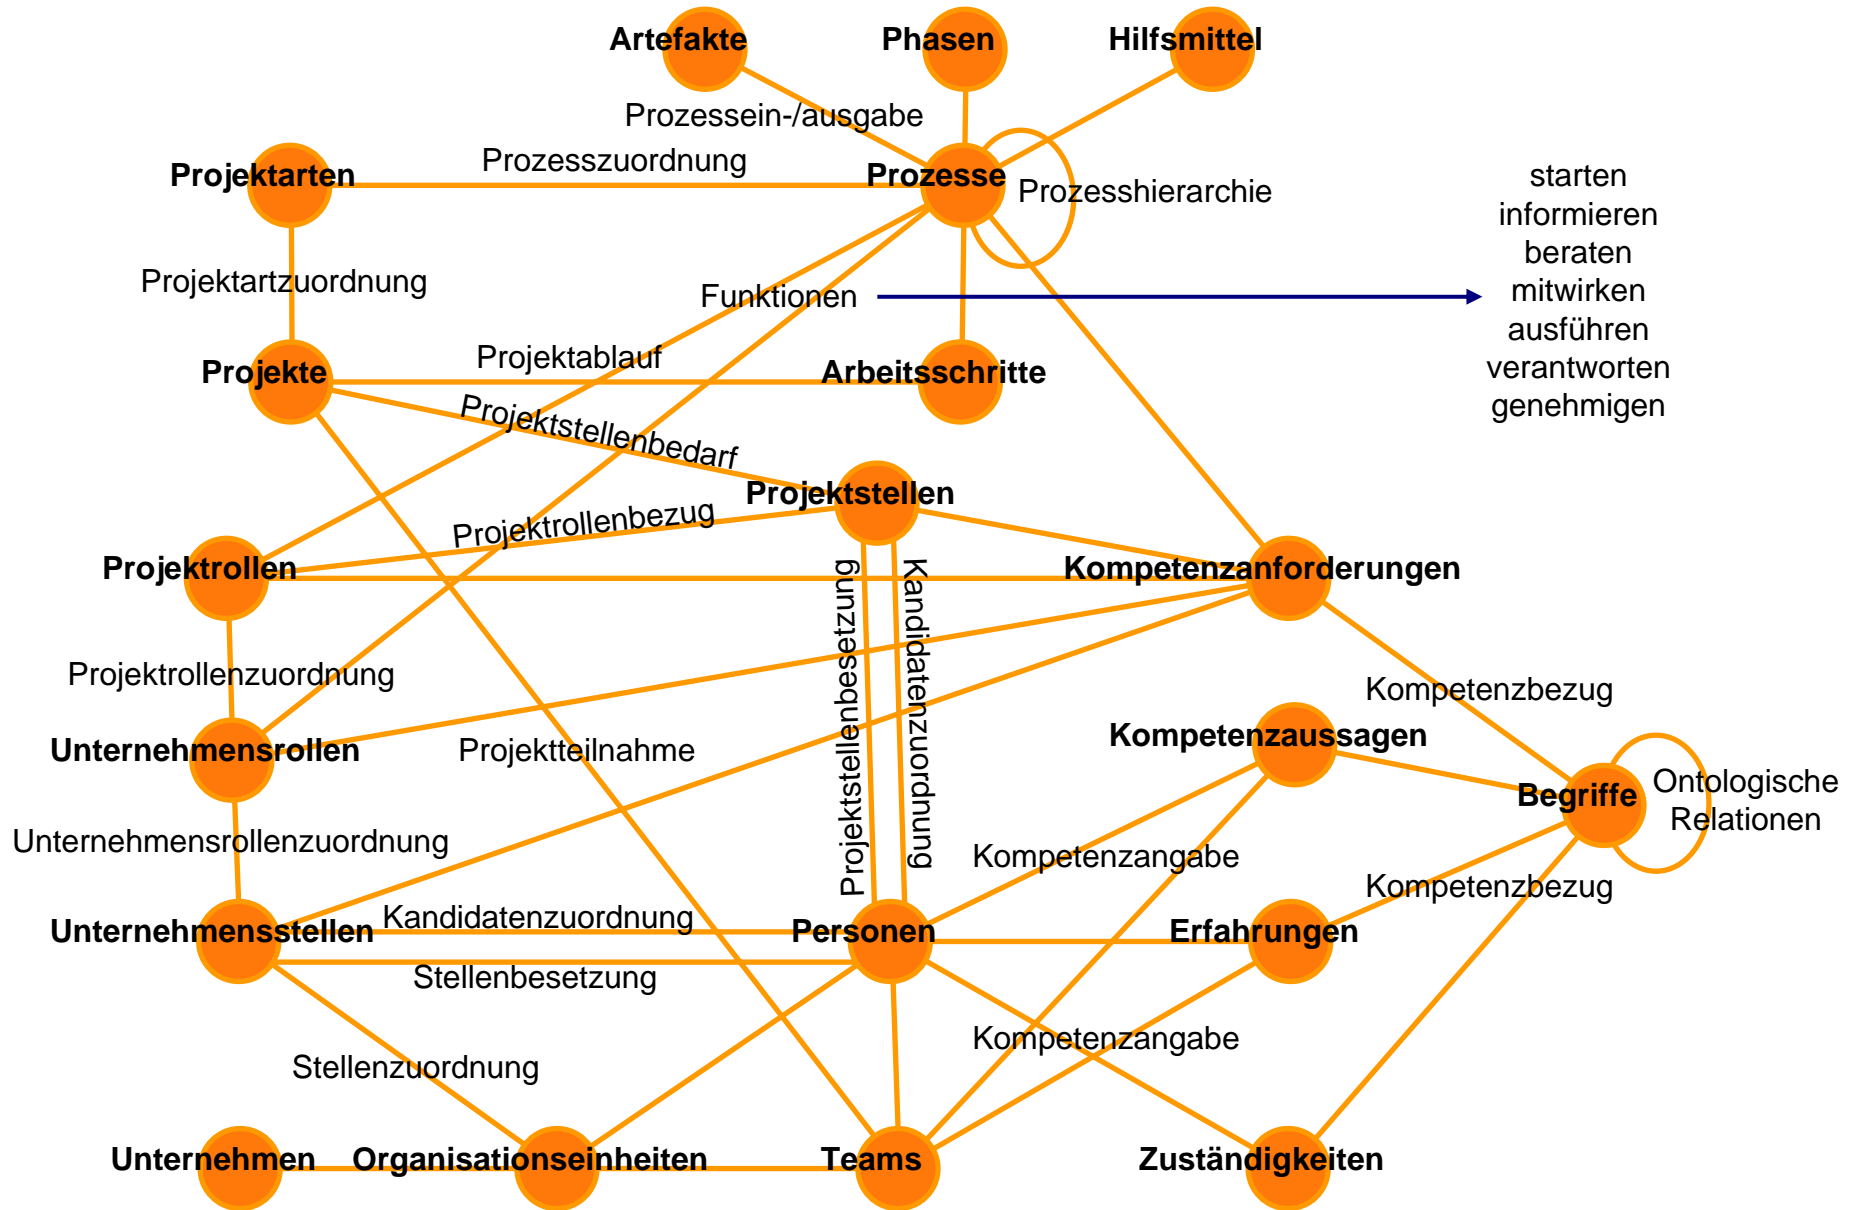 Artefakte
Phasen
Hilfsmittel
Prozessein-/ausgabe
Projektarten
Prozesszuordnung
Prozesse
Prozesshierarchie
starten
informieren
beraten
mitwirken
ausführen
verantworten
genehmigen
Projektartzuordnung
Funktionen
Projekte
Projektablauf
Arbeitsschritte
Projektstellenbedarf
Projektstellen
Projektrollenbezug
Projektrollen
Kompetenzanforderungen
Projektstellenbesetzung
Kandidatenzuordnung
Projektrollenzuordnung
Kompetenzbezug
Unternehmensrollen
Projektteilnahme
Kompetenzaussagen
Begriffe
Ontologische
Relationen
Unternehmensrollenzuordnung
Kompetenzangabe
Kompetenzbezug
Unternehmensstellen
Kandidatenzuordnung
Personen
Erfahrungen
Stellenbesetzung
Kompetenzangabe
Stellenzuordnung
Unternehmen
Organisationseinheiten
Teams
Zuständigkeiten